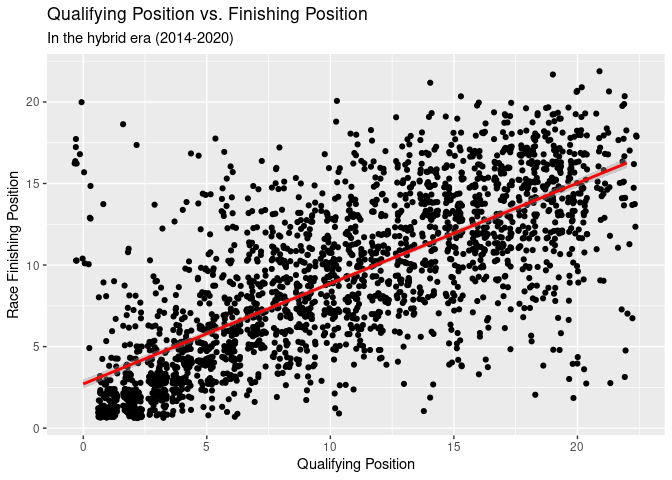 Qualifying Position vs. Finishing Position
In the hybrid era (2014-2020)
Race Finishing Position
20
15
10
5
0
0 5 10 15 20
Qualifying Position